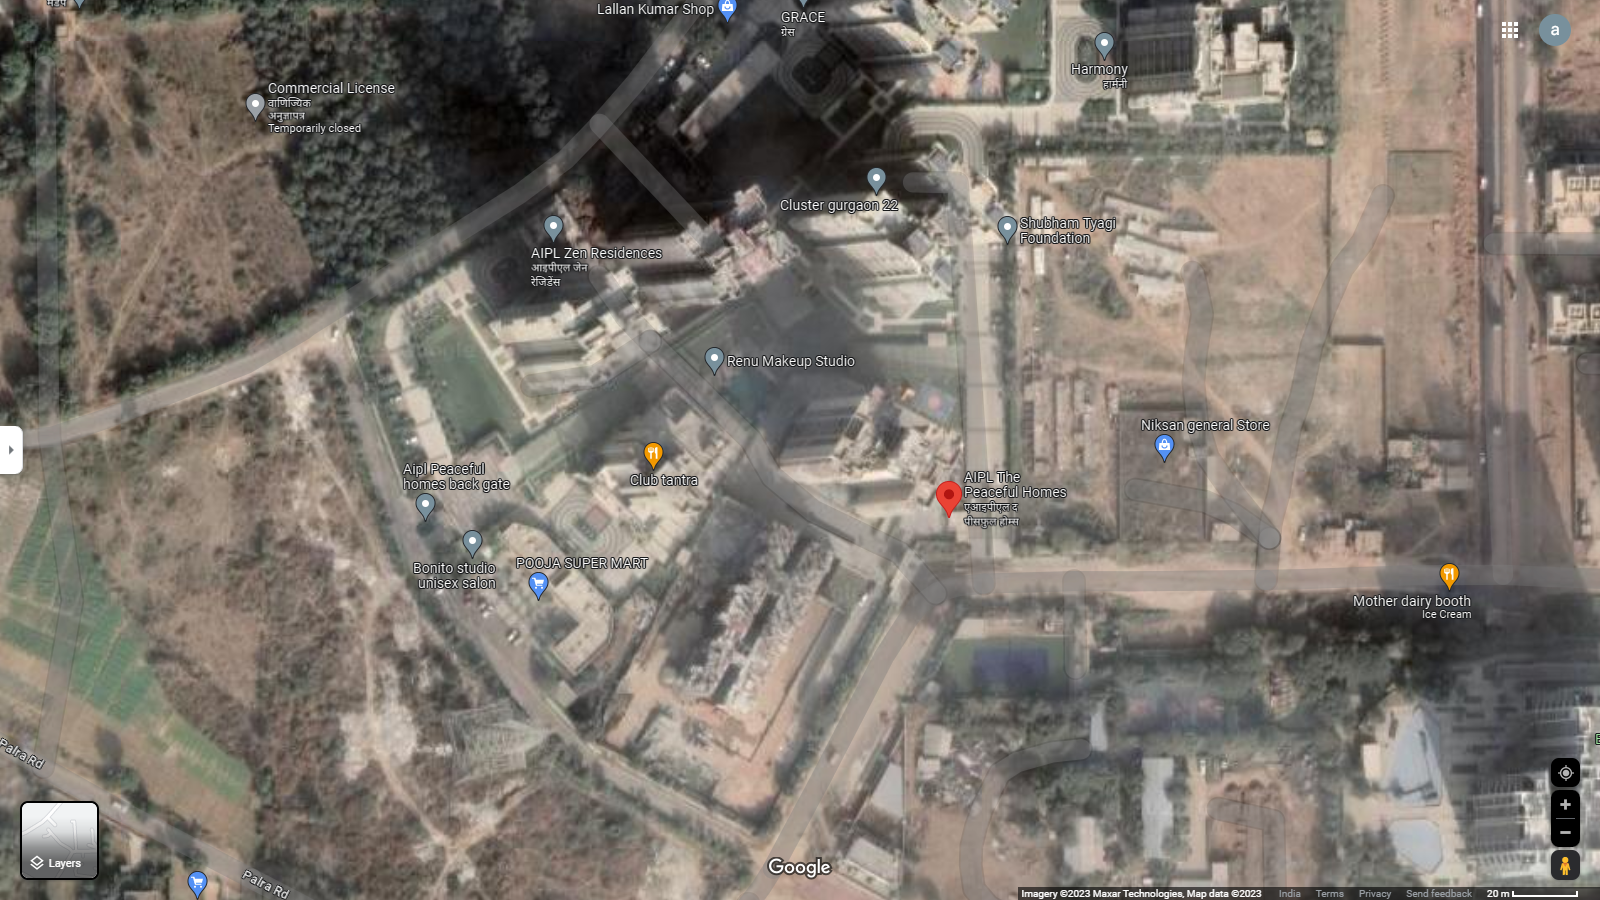 Lallan Kumar Shop
GRACE
ग्रेस
Harmony
हार्मनी
a
Commercial License
वाणिज्यिक
अनुज्ञापत्र
Temporarily closed
Cluster gurgaon 22
Shubham Tyagi
Foundation
AIPL Zen Residences
आइपीएल जेन
रेजिडेंस
Renu Makeup Studio
Niksan general Store
Aipl Peaceful
homes back gate
Club tantra
AIPL The
Peaceful Homes
एआइपीएल द
पीसफुल होम्स
Bonito studio
unisex salon
POOJA SUPER MART
Mother dairy booth
Ice Cream
Palra Rd
Layers
Palra Rd
Google
Imagery ©2023 Maxar Technologies, Map data ©2023 India Terms Privacy Send feedback 20 m